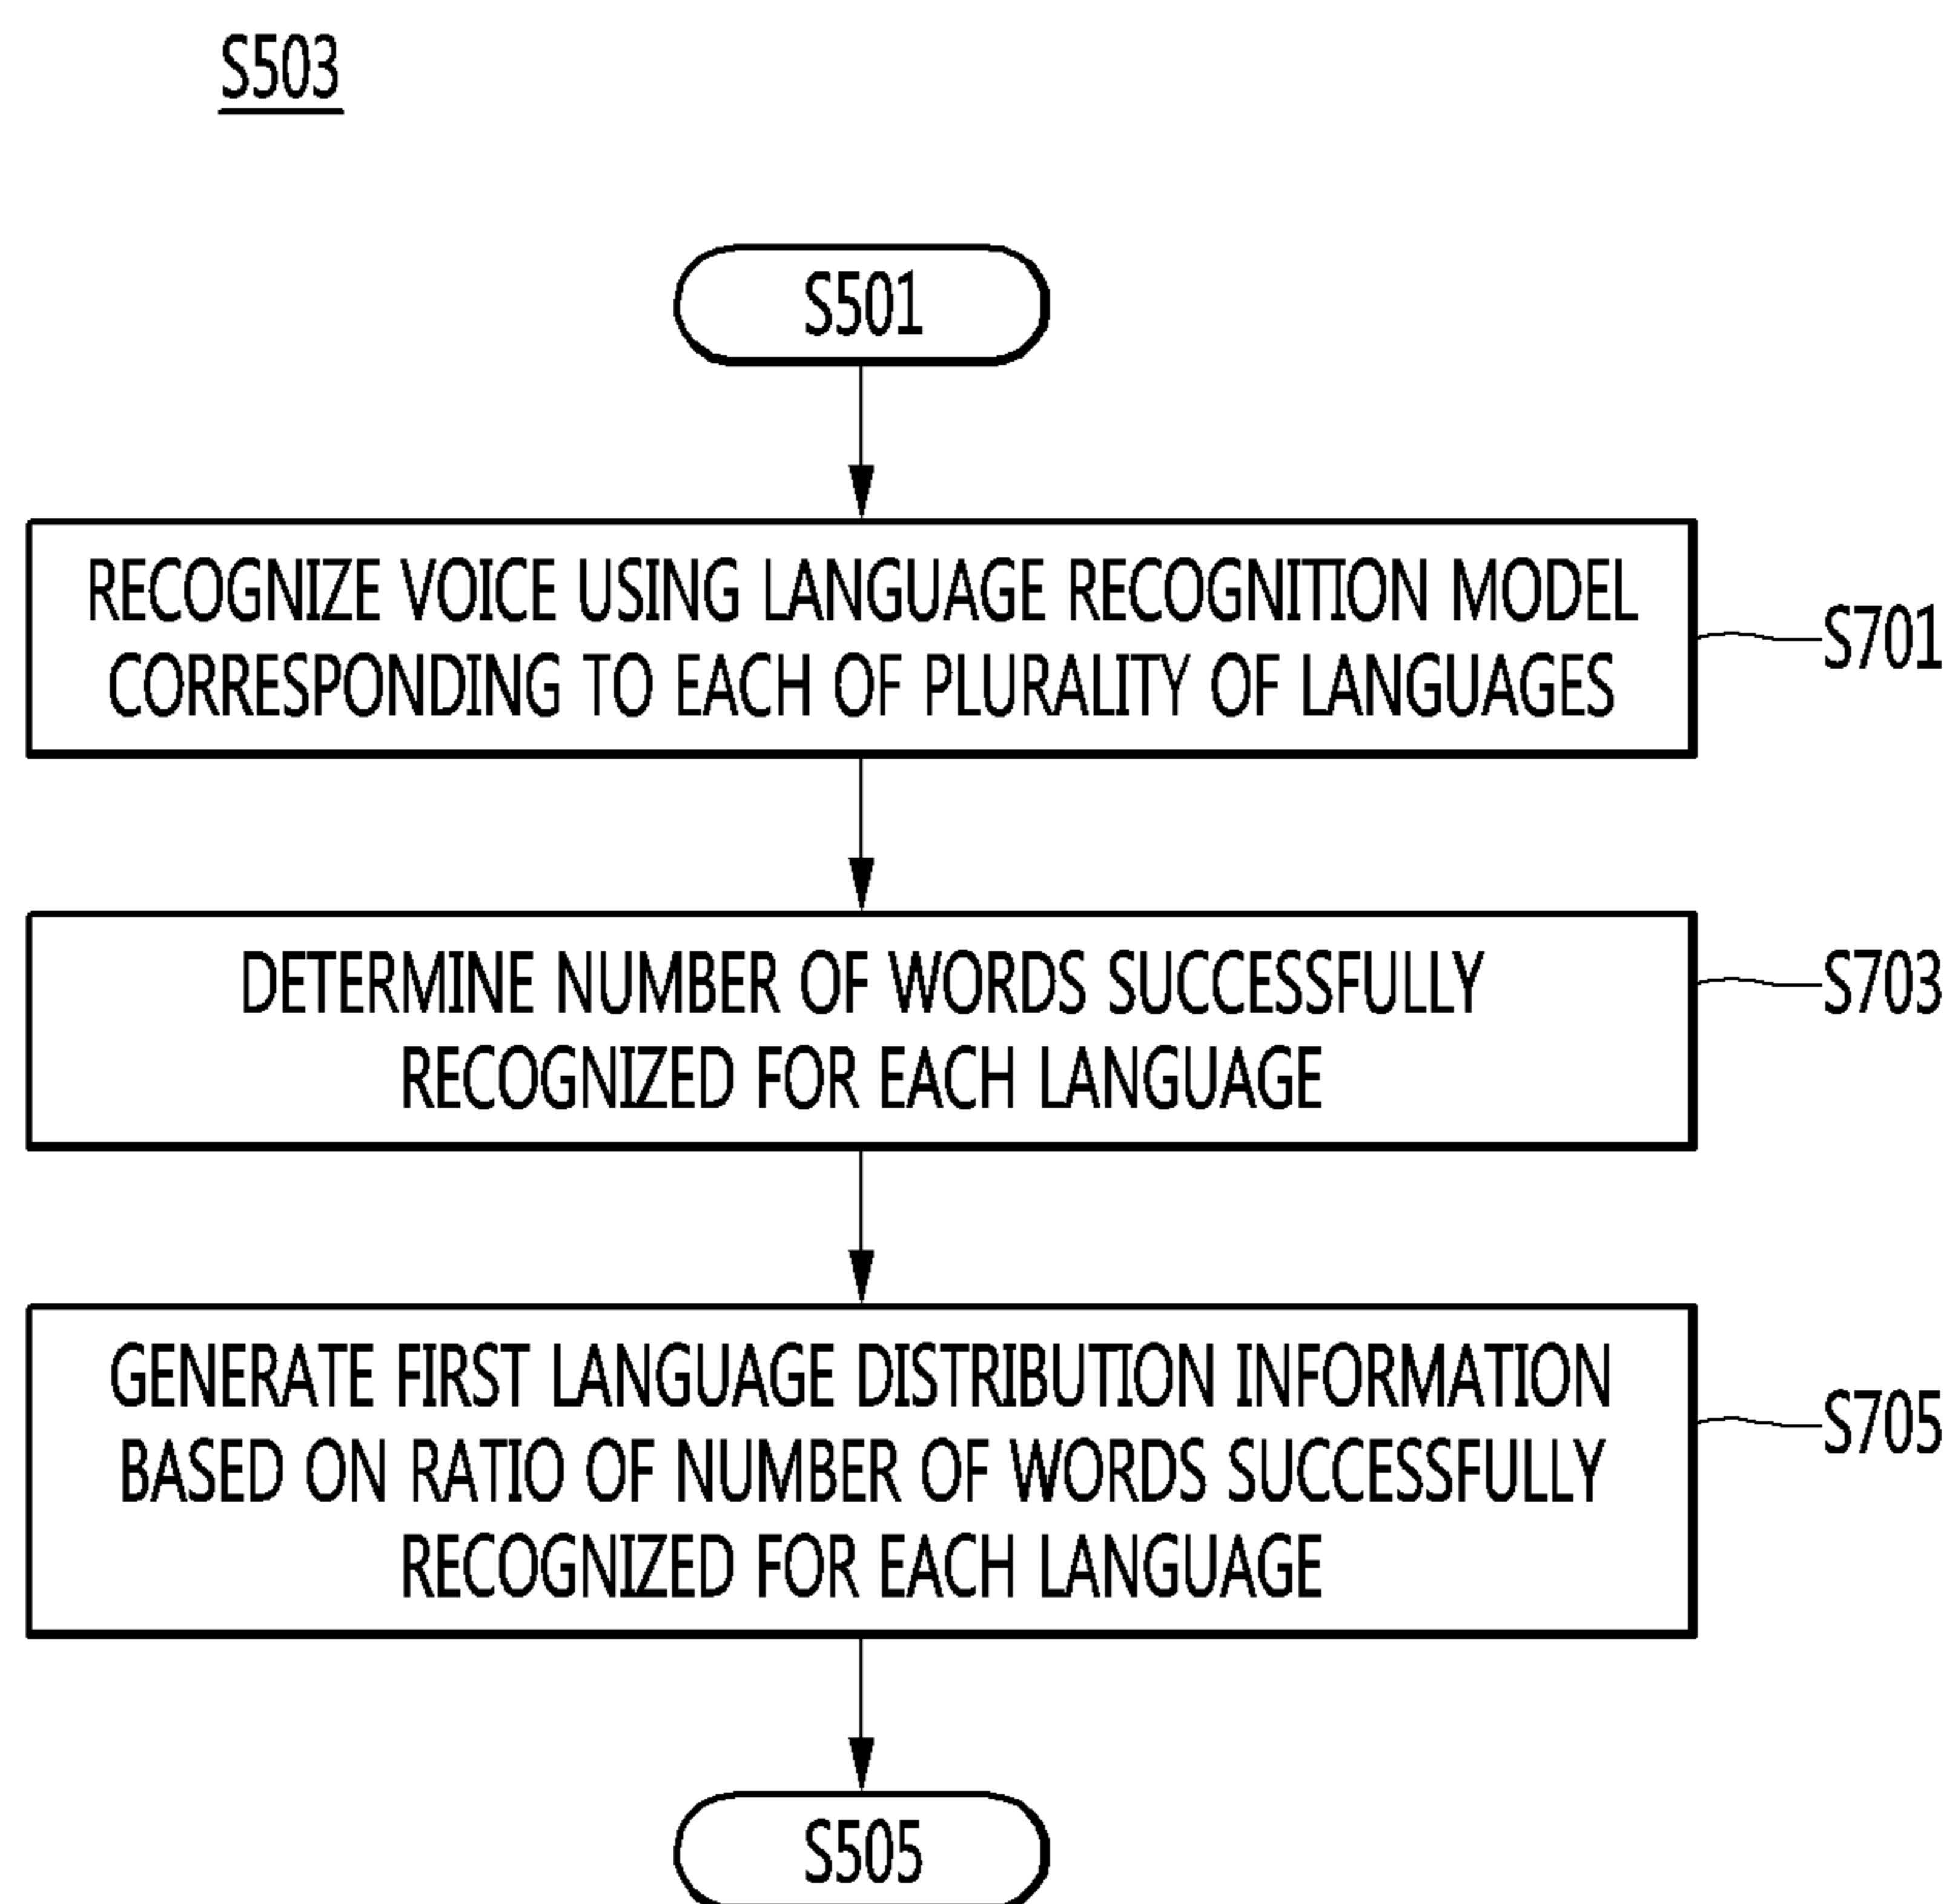 S503
S501
RECOGNIZE VOICE USING LANGUAGE RECOGNITION MODEL
CORRESPONDING TO EACH OF PLURALITY OF LANGUAGES
S701
DETERMINE NUMBER OF WORDS SUCCESSFULLY
RECOGNIZED FOR EACH LANGUAGE
S703
GENERATE FIRST LANGUAGE DISTRIBUTION INFORMATION
BASED ON RATIO OF NUMBER OF WORDS SUCCESSFULLY
RECOGNIZED FOR EACH LANGUAGE
S705
S505